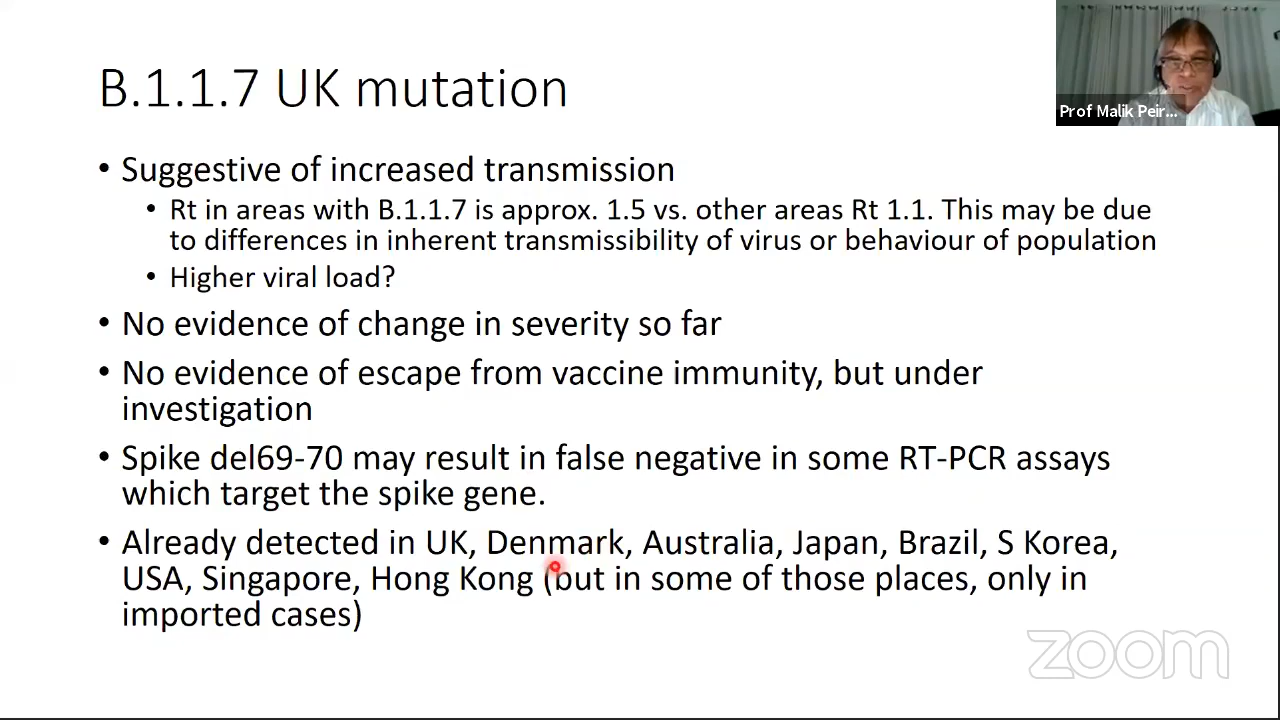 B.1.1.7 UK mutation
Prof Malik Peir...
• Suggestive of increased transmission
• Rt in areas with B.1.1.7 is approx. 1.5 vs. other areas Rt 1.1. This may be due
to differences in inherent transmissibility of virus or behaviour of population
• Higher viral load?
• No evidence of change in severity so far
• No evidence of escape from vaccine immunity, but under
investigation
• Spike del69-70 may result in false negative in some RT-PCR assays
which target the spike gene.
• Already detected in UK, Denmark, Australia, Japan, Brazil, S Korea,
USA, Singapore, Hong Kong (but in some of those places, only in
imported cases)
zoom